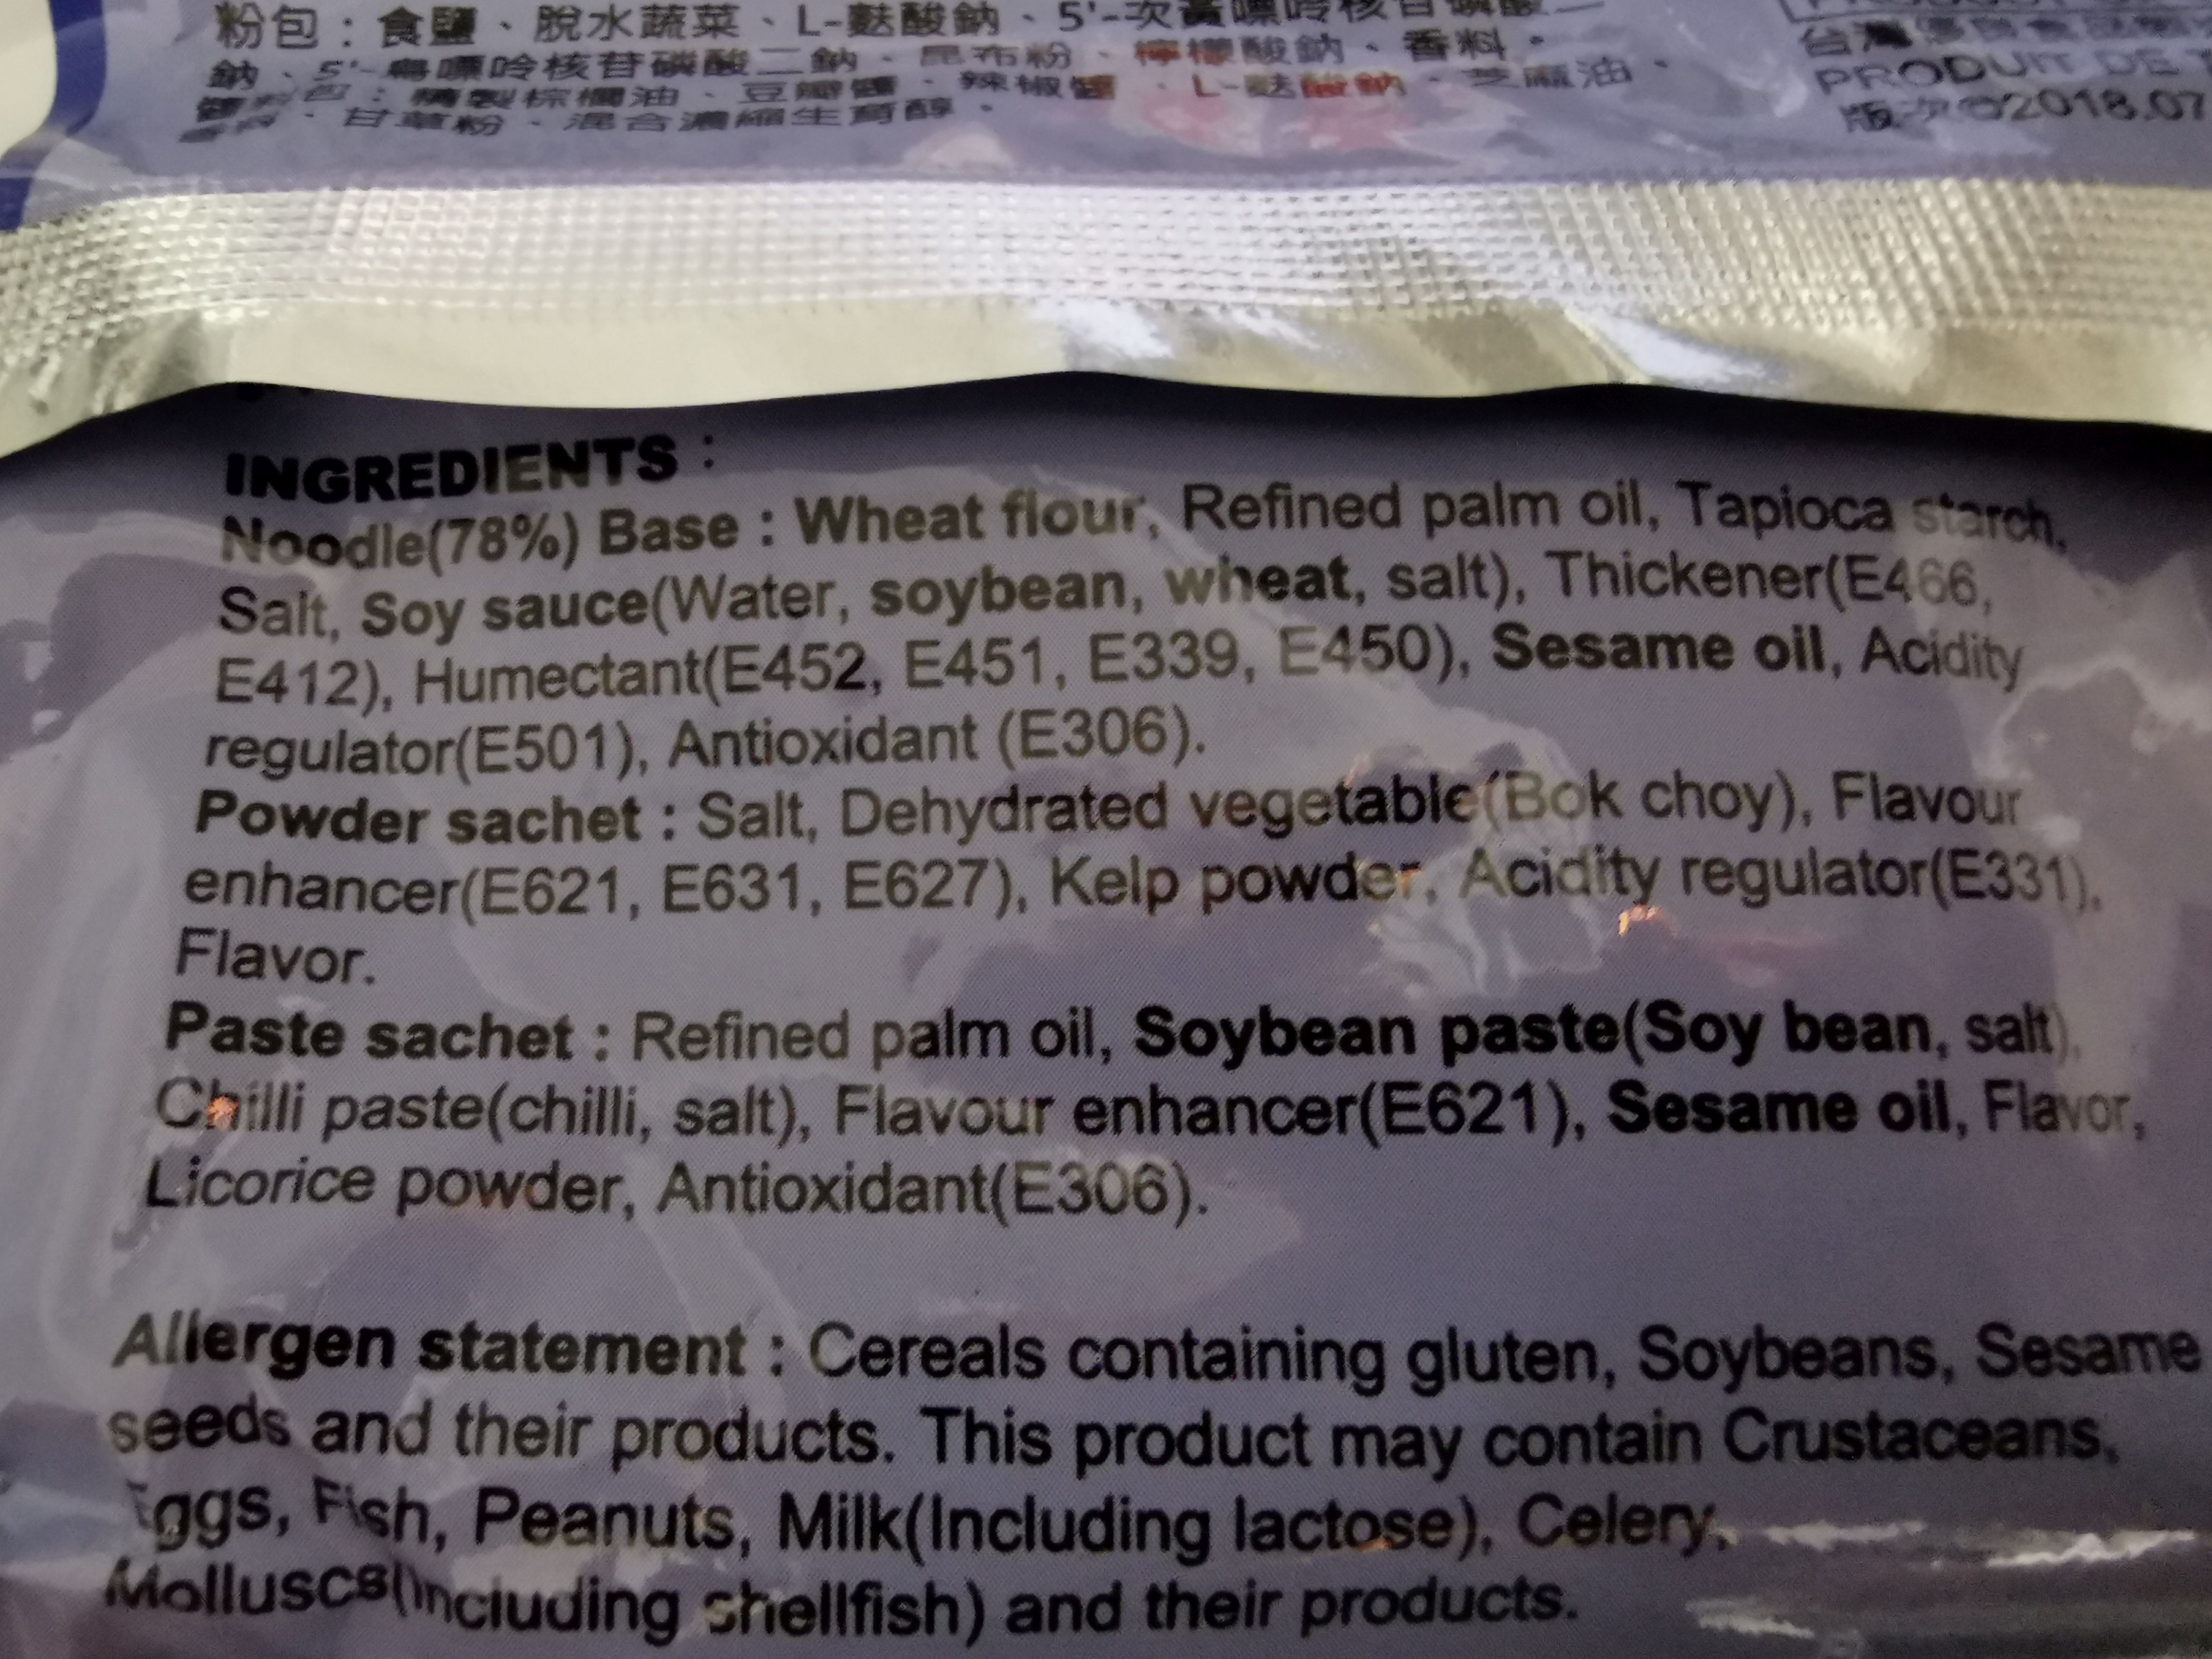 粉包：食鹽、脫水蔬菜、L-麩酸鈉、5'-次黃嘌呤核苷磷酸二
鈉、5'-鳥嘌呤核苷磷酸二鈉、昆布粉、檸檬酸鈉、香料。
醬料包：精製棕櫚油、豆瓣醬、辣椒醬、L-麩酸鈉、芝麻油、
香料、甘草粉、混合濃縮生育醇。
台灣
PRODUIT DE T
版次©2018.07
INGREDIENTS :
Noodle(78%) Base : Wheat flour, Refined palm oil, Tapioca starch,
Salt, Soy sauce(Water, soybean, wheat, salt), Thickener(E466,
E412), Humectant(E452, E451, E339, E450), Sesame oil, Acidity
regulator(E501), Antioxidant (E306).
Powder sachet : Salt, Dehydrated vegetable(Bok choy), Flavour
enhancer(E621, E631, E627), Kelp powder, Acidity regulator(E331),
Flavor.
Paste sachet : Refined palm oil, Soybean paste(Soy bean, salt),
Chilli paste(chilli, salt), Flavour enhancer(E621), Sesame oil, Flavor,
Licorice powder, Antioxidant(E306).
Allergen statement : Cereals containing gluten, Soybeans, Sesame
seeds and their products. This product may contain Crustaceans,
Eggs, Fish, Peanuts, Milk(Including lactose), Celery,
Molluscs(Including shellfish) and their products.